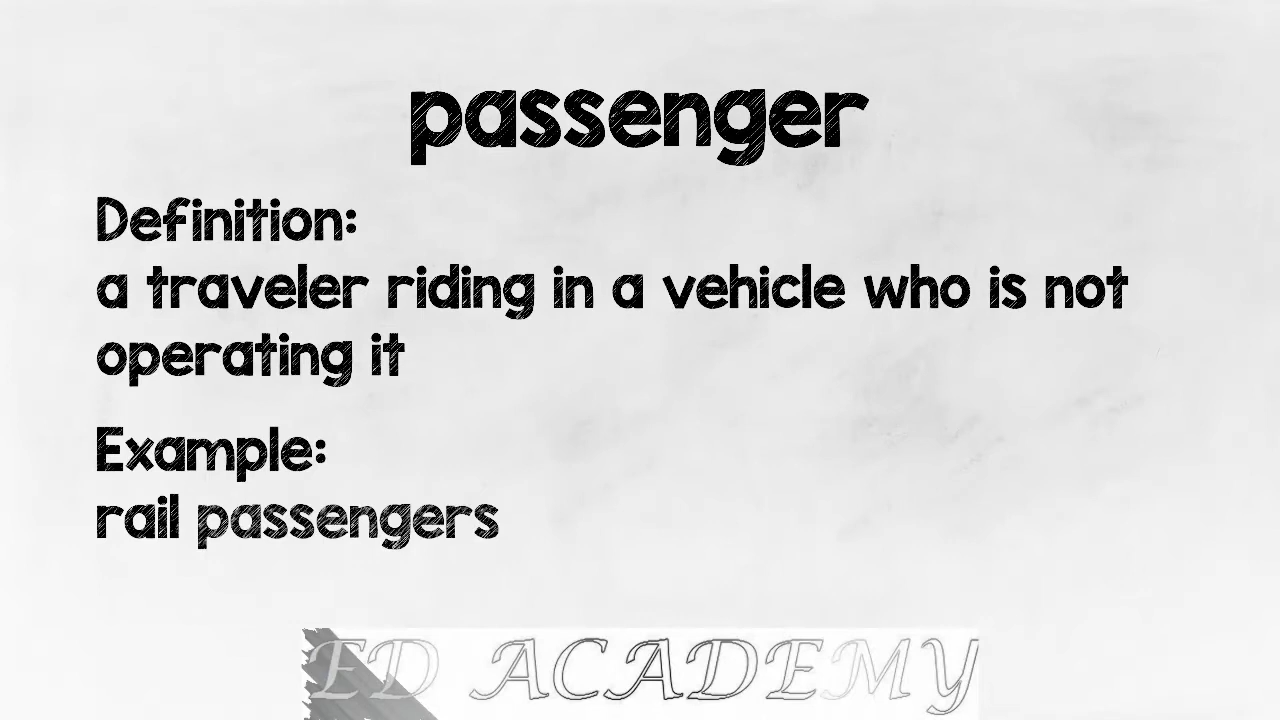 passenger
Definition:
a traveler riding in a vehicle who is not
operating it
Example:
rail passengers
ED ACADEMY